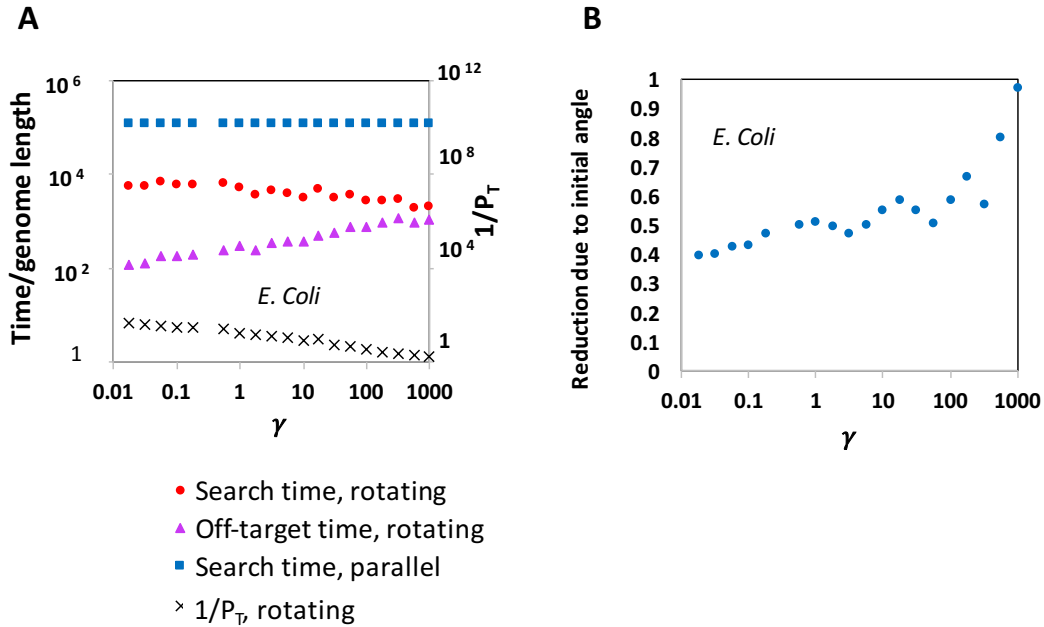 A
Time/genome length
10^6
10^4
10^2
1
10^12
10^9
10^4
1
1/P_T
E. Coli
0.01 0.1 1 10 100 1000
γ
Search time, rotating
Off-target time, rotating
Search time, parallel
1/P_T, rotating
B
Reduction due to initial angle
1
0.9
0.8
0.7
0.6
0.5
0.4
0.3
0.2
0.1
0
E. Coli
0.01 0.1 1 10 100 1000
γ